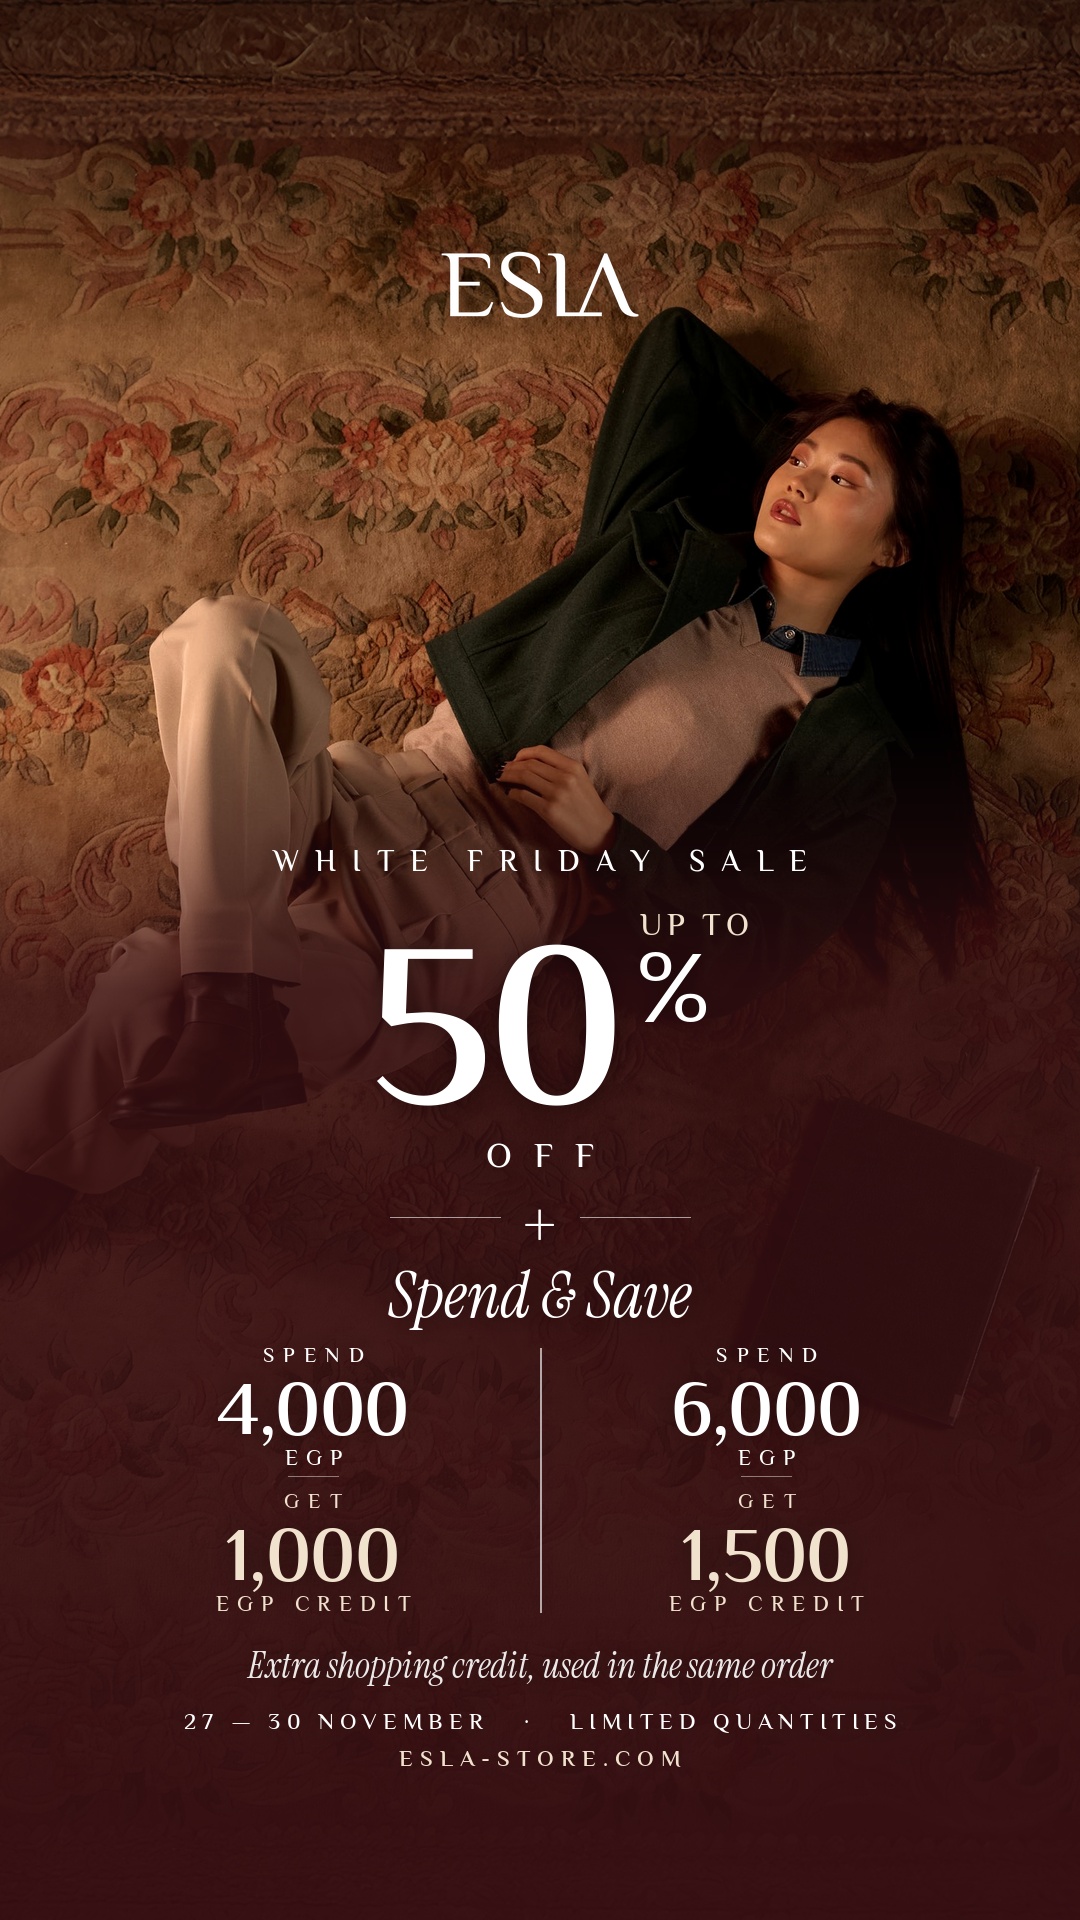 ESLA
WHITE FRIDAY SALE
UP TO
50%
OFF
+
Spend & Save
SPEND
4,000
EGP
GET
1,000
EGP CREDIT
SPEND
6,000
EGP
GET
1,500
EGP CREDIT
Extra shopping credit, used in the same order
27 — 30 NOVEMBER · LIMITED QUANTITIES
ESLA-STORE.COM